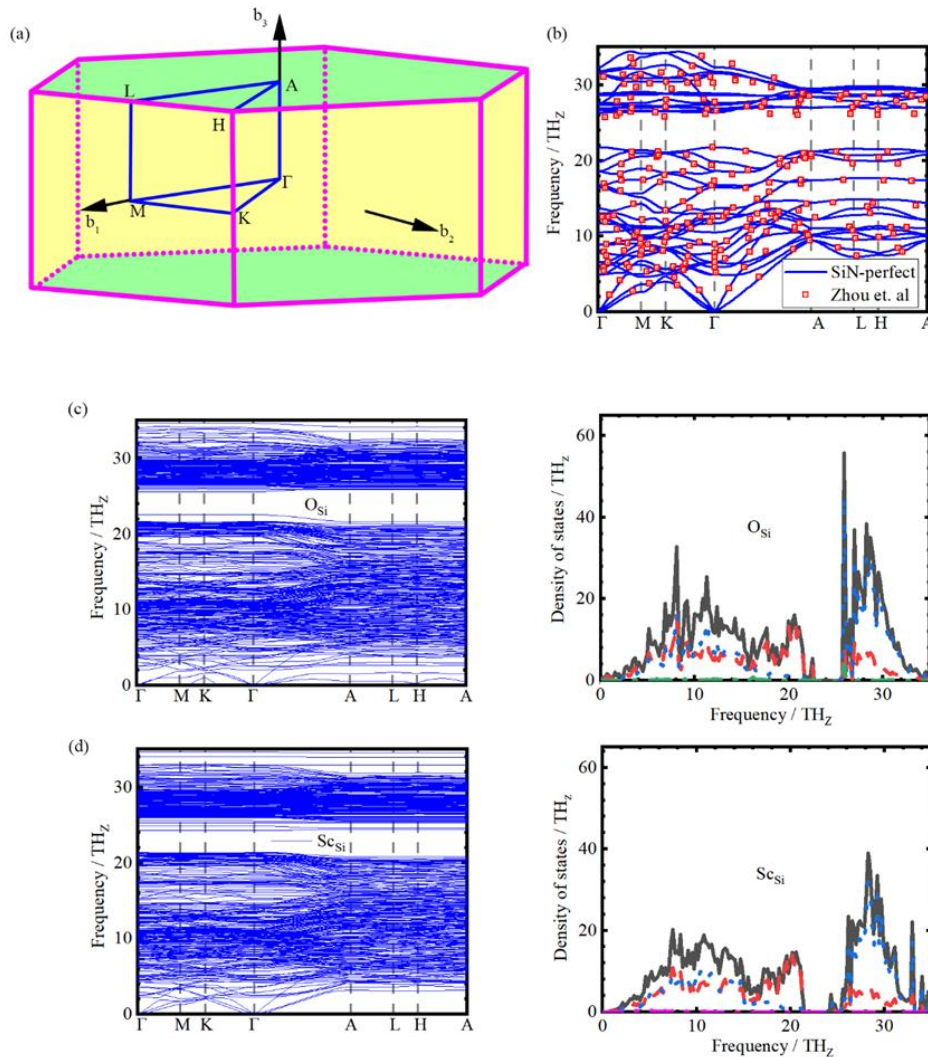 (a)
b₃
L
A
H
Γ
M
K
b₁
b₂
(b)
Frequency / THz
30
20
10
0
SiN-perfect
Zhou et. al
Γ M K Γ A L H A
(c)
Frequency / THz
30
20
10
0
OSi
Γ M K Γ A L H A
Density of states / THz
60
40
20
0
OSi
0 10 20 30
Frequency / THz
(d)
Frequency / THz
30
20
10
0
ScSi
Γ M K Γ A L H A
Density of states / THz
60
40
20
0
ScSi
0 10 20 30
Frequency / THz